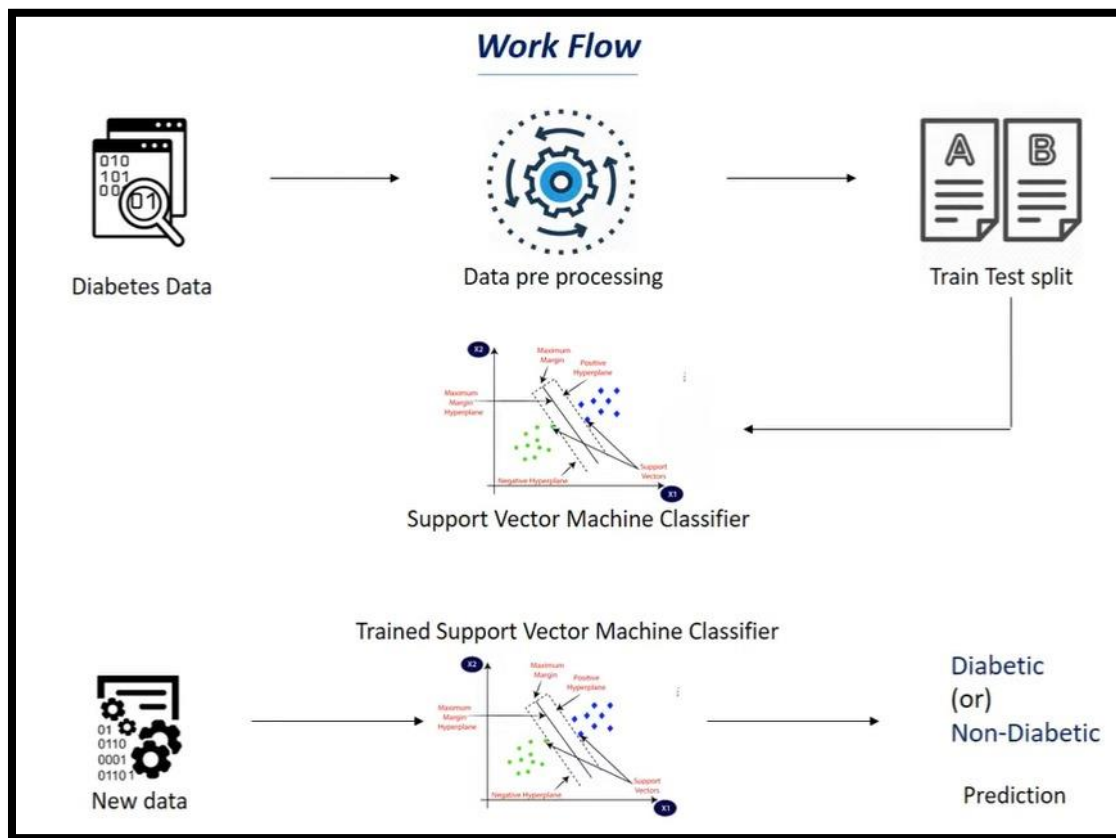 Work Flow
010
101
00
01
A
B
Diabetes Data
Data pre processing
Train Test split
X2
Maximum
Margin
Positive
Hyperplane
Maximum
Margin
Hyperplane
Support
Vectors
Negative Hyperplane
X1
Support Vector Machine Classifier
Trained Support Vector Machine Classifier
X2
Maximum
Margin
Positive
Hyperplane
Maximum
Margin
Hyperplane
Support
Vectors
Negative Hyperplane
X1
01
0110
0001
01101
New data
Diabetic
(or)
Non-Diabetic
Prediction